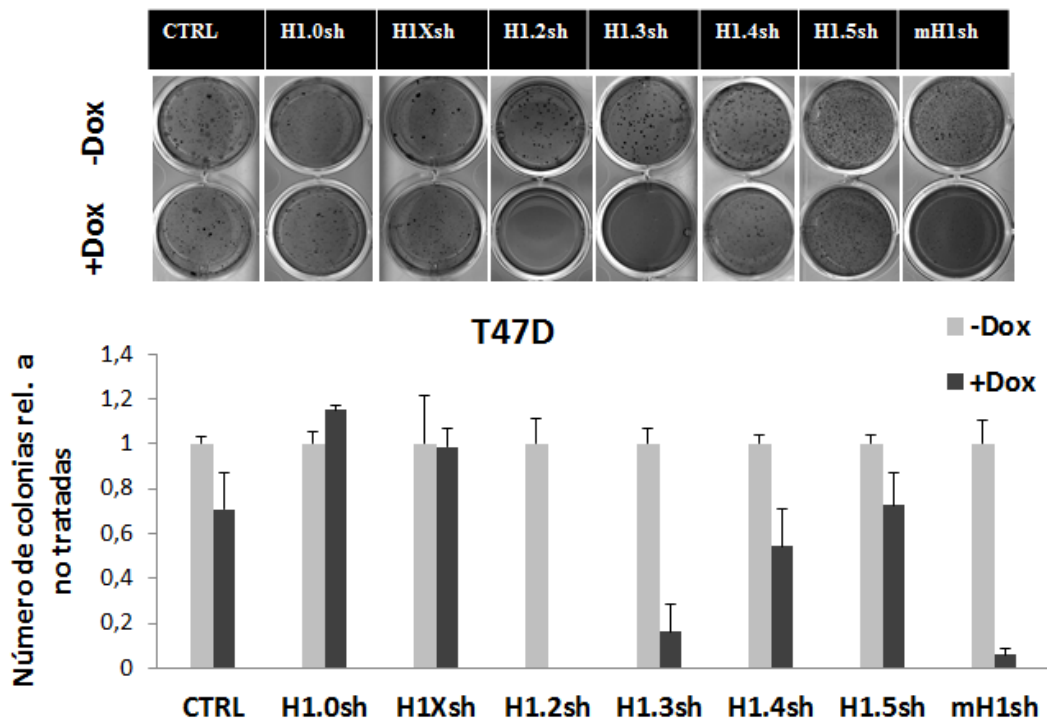 CTRL H1.0sh H1Xsh H1.2sh H1.3sh H1.4sh H1.5sh mH1sh
-Dox
+Dox
T47D
-Dox
+Dox
Número de colonias rel. a
no tratadas
1,4
1,2
1
0,8
0,6
0,4
0,2
0
CTRL H1.0sh H1Xsh H1.2sh H1.3sh H1.4sh H1.5sh mH1sh